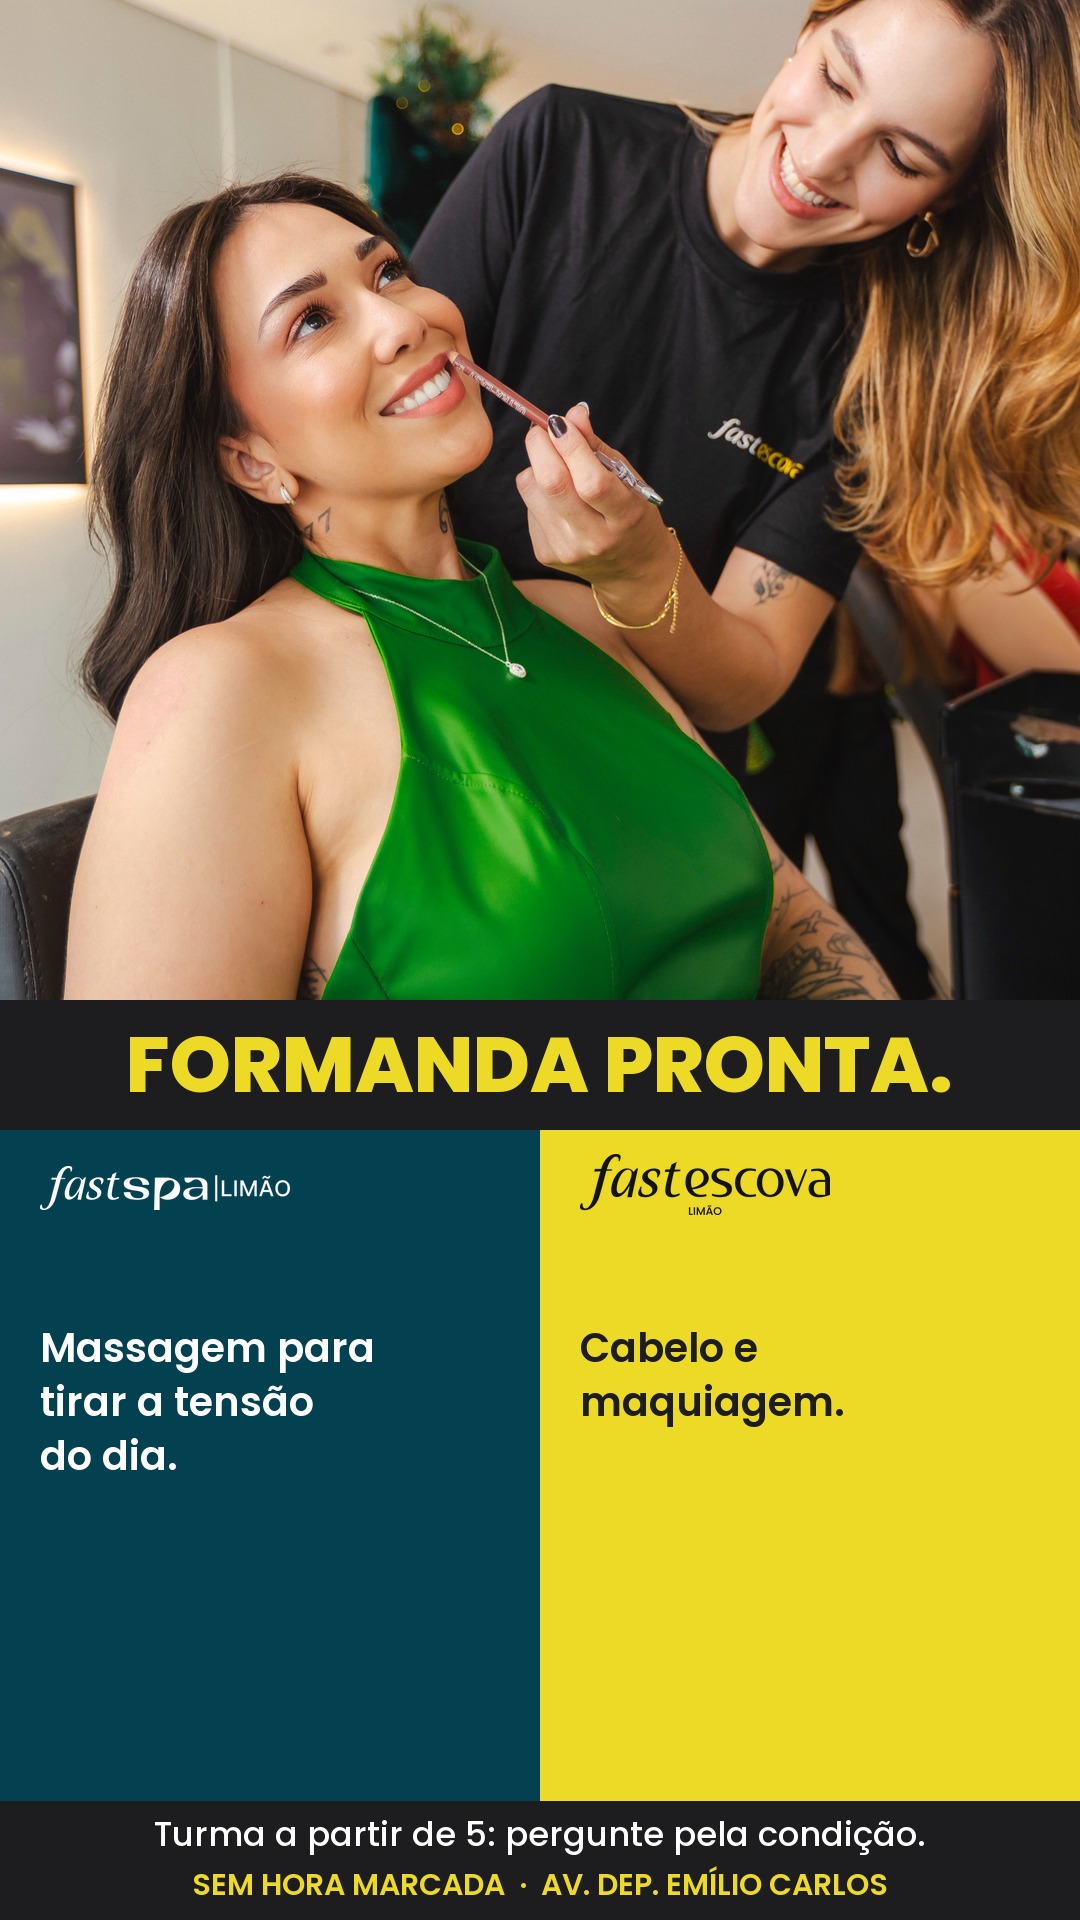 fastescova
FORMANDA PRONTA.
fastspa|LIMÃO
Massagem para
tirar a tensão
do dia.
fastescova
LIMÃO
Cabelo e
maquiagem.
Turma a partir de 5: pergunte pela condição.
SEM HORA MARCADA · AV. DEP. EMÍLIO CARLOS